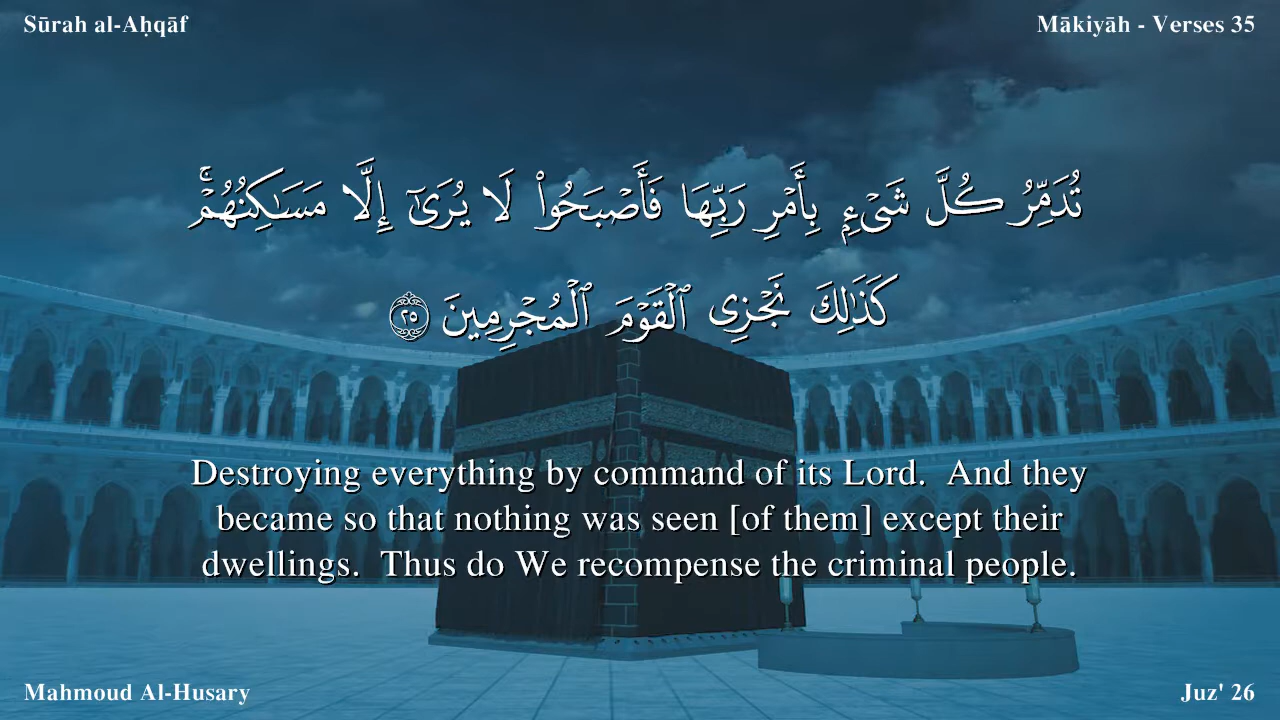 Sūrah al-Aḥqāf
Mākiyāh - Verses 35
تُدَمِّرُ كُلَّ شَىْءٍۭ بِأَمْرِ رَبِّهَا فَأَصْبَحُوا۟ لَا يُرَىٰٓ إِلَّا مَسَـٰكِنُهُمْ ۚ
كَذَٰلِكَ نَجْزِى ٱلْقَوْمَ ٱلْمُجْرِمِينَ ٢٥
Destroying everything by command of its Lord.  And they
became so that nothing was seen [of them] except their
dwellings.  Thus do We recompense the criminal people.
Mahmoud Al-Husary
Juz' 26